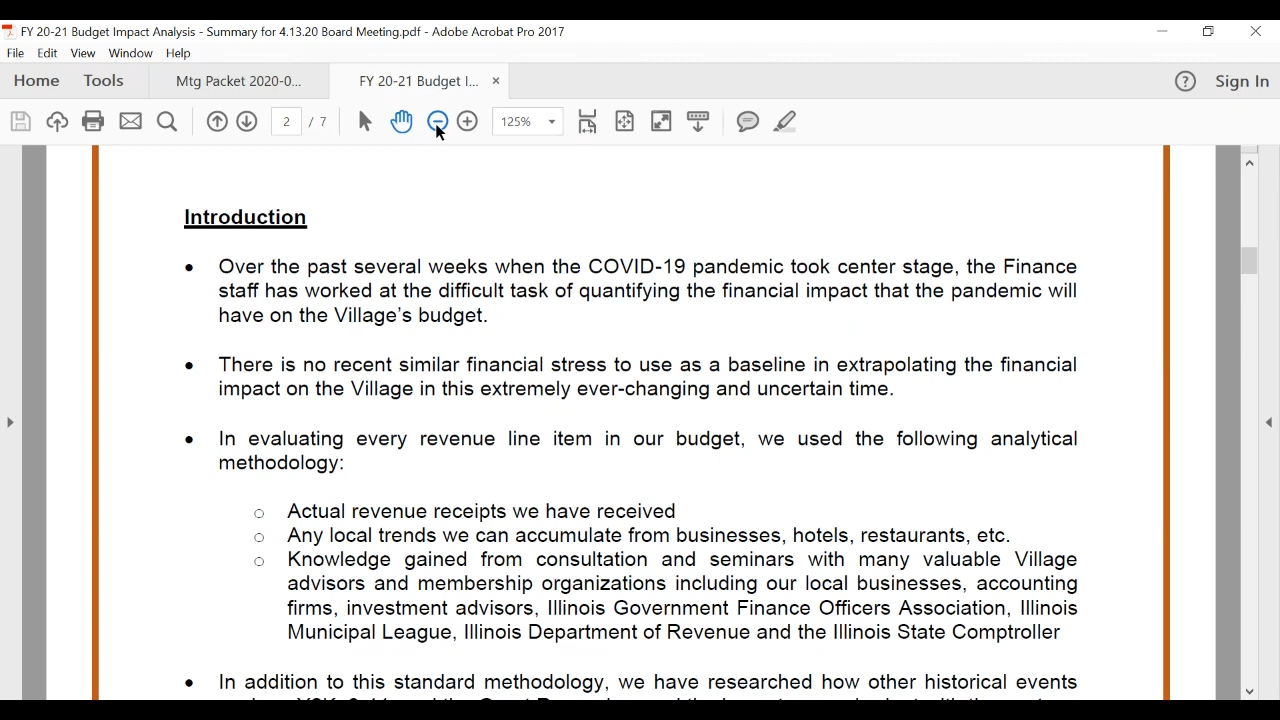 FY 20-21 Budget Impact Analysis - Summary for 4.13.20 Board Meeting.pdf - Adobe Acrobat Pro 2017
File Edit View Window Help
Home Tools Mtg Packet 2020-0... FY 20-21 Budget I... × ? Sign In
2 / 7 125%
Introduction
• Over the past several weeks when the COVID-19 pandemic took center stage, the Finance
staff has worked at the difficult task of quantifying the financial impact that the pandemic will
have on the Village's budget.
• There is no recent similar financial stress to use as a baseline in extrapolating the financial
impact on the Village in this extremely ever-changing and uncertain time.
• In evaluating every revenue line item in our budget, we used the following analytical
methodology:
○ Actual revenue receipts we have received
○ Any local trends we can accumulate from businesses, hotels, restaurants, etc.
○ Knowledge gained from consultation and seminars with many valuable Village
advisors and membership organizations including our local businesses, accounting
firms, investment advisors, Illinois Government Finance Officers Association, Illinois
Municipal League, Illinois Department of Revenue and the Illinois State Comptroller
• In addition to this standard methodology, we have researched how other historical events